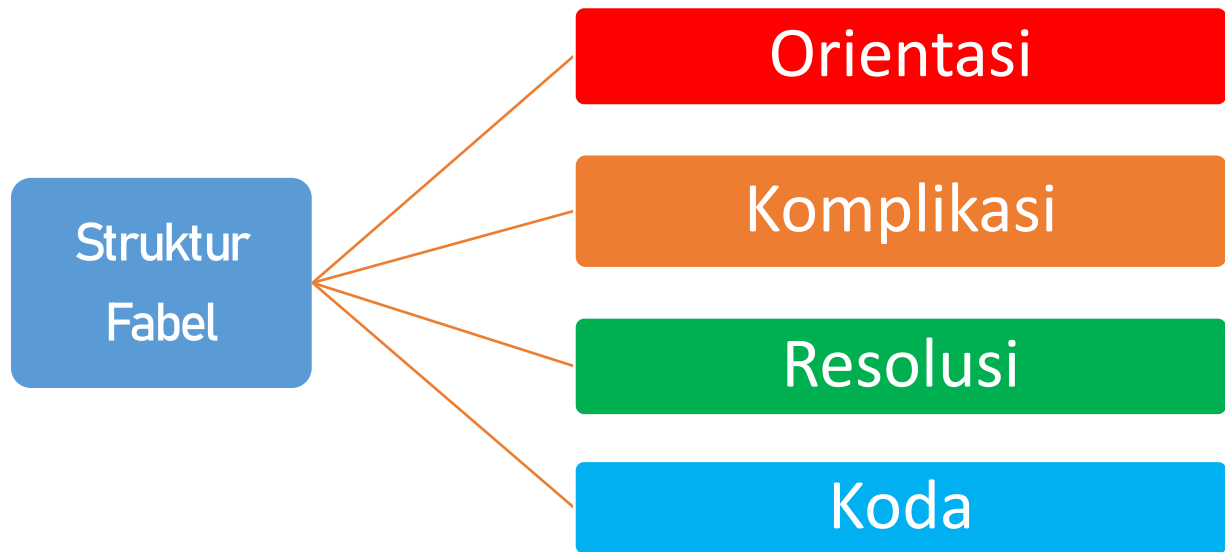 Struktur
Fabel
Orientasi
Komplikasi
Resolusi
Koda